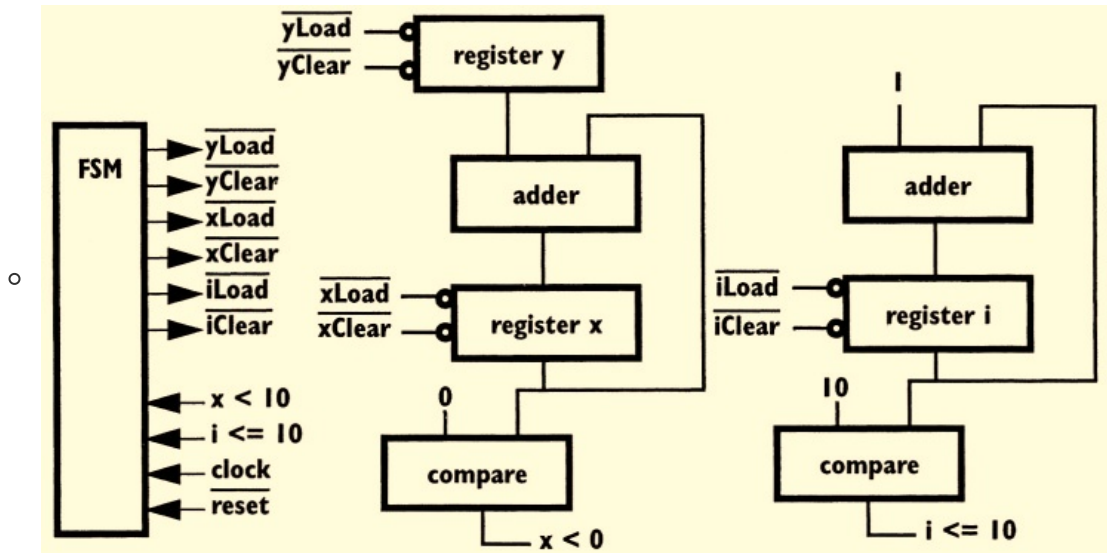 yLoad
yClear
register y
FSM
yLoad
yClear
xLoad
xClear
iLoad
iClear
x < 10
i <= 10
clock
reset
adder
xLoad
xClear
register x
0
compare
x < 0
1
adder
iLoad
iClear
register i
10
compare
i <= 10